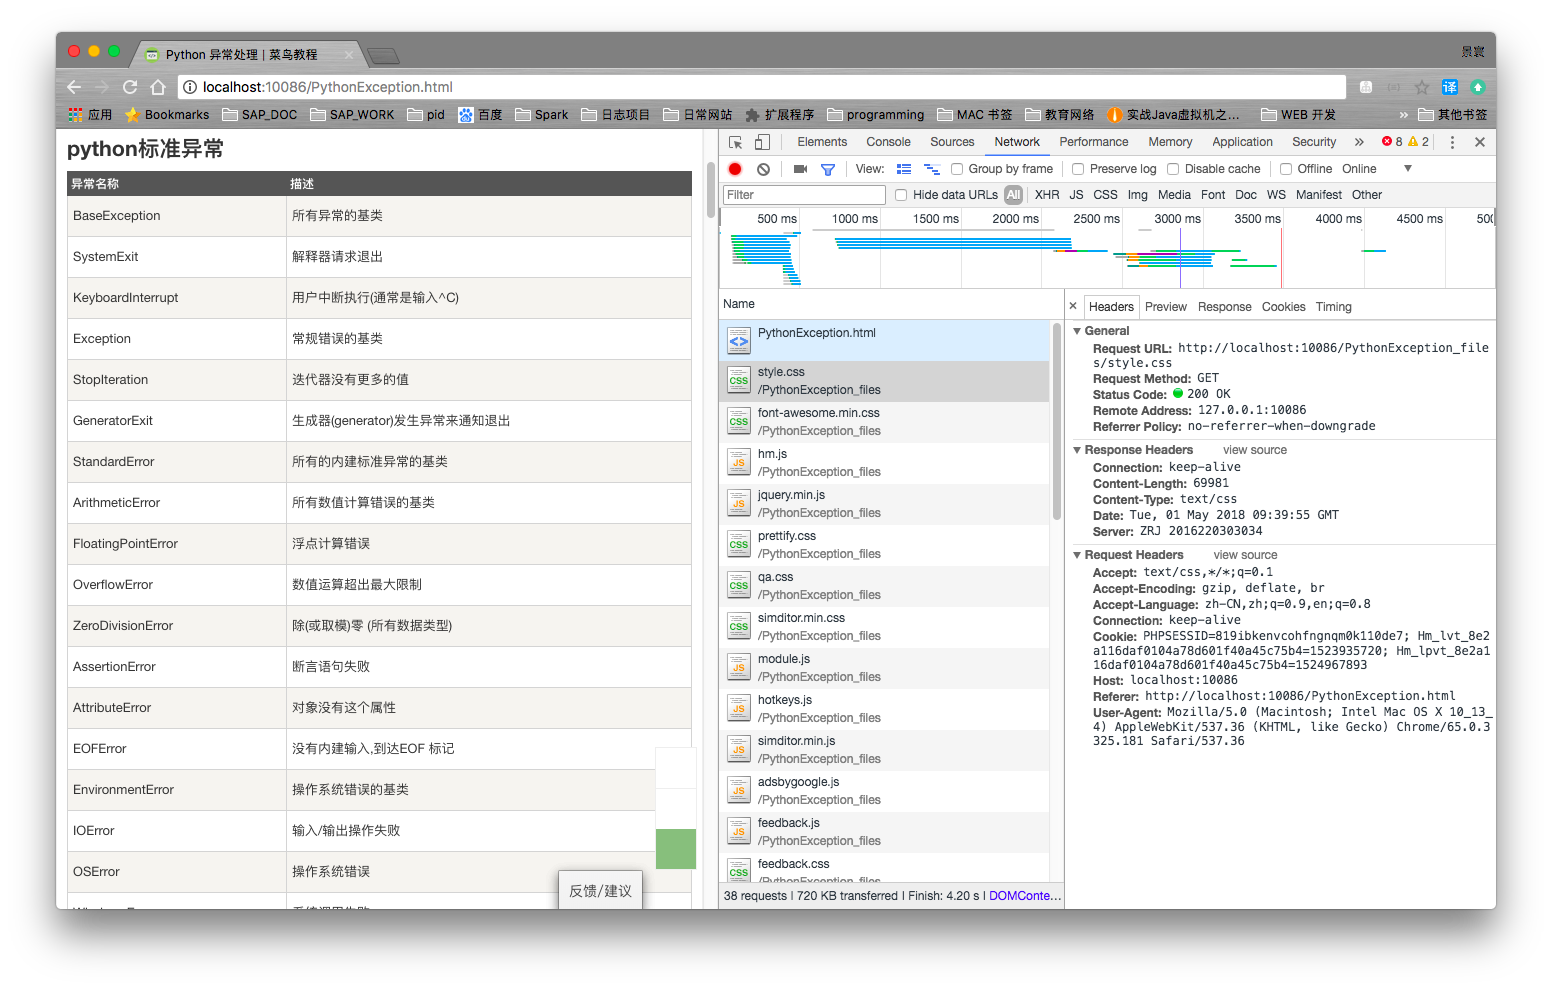 Python 异常处理 | 菜鸟教程
景寰
localhost:10086/PythonException.html
应用 Bookmarks SAP_DOC SAP_WORK pid 百度 Spark 日志项目 日常网站 扩展程序 programming MAC 书签 教育网络 实战Java虚拟机之... WEB 开发 » 其他书签
python标准异常
异常名称 描述
BaseException 所有异常的基类
SystemExit 解释器请求退出
KeyboardInterrupt 用户中断执行(通常是输入^C)
Exception 常规错误的基类
StopIteration 迭代器没有更多的值
GeneratorExit 生成器(generator)发生异常来通知退出
StandardError 所有的内建标准异常的基类
ArithmeticError 所有数值计算错误的基类
FloatingPointError 浮点计算错误
OverflowError 数值运算超出最大限制
ZeroDivisionError 除(或取模)零 (所有数据类型)
AssertionError 断言语句失败
AttributeError 对象没有这个属性
EOFError 没有内建输入,到达EOF 标记
EnvironmentError 操作系统错误的基类
IOError 输入/输出操作失败
OSError 操作系统错误
反馈/建议
Elements Console Sources Network Performance Memory Application Security » 8 2
View: Group by frame Preserve log Disable cache Offline Online
Filter Hide data URLs All XHR JS CSS Img Media Font Doc WS Manifest Other
500 ms 1000 ms 1500 ms 2000 ms 2500 ms 3000 ms 3500 ms 4000 ms 4500 ms 500
Name
PythonException.html
style.css
/PythonException_files
font-awesome.min.css
/PythonException_files
hm.js
/PythonException_files
jquery.min.js
/PythonException_files
prettify.css
/PythonException_files
qa.css
/PythonException_files
simditor.min.css
/PythonException_files
module.js
/PythonException_files
hotkeys.js
/PythonException_files
simditor.min.js
/PythonException_files
adsbygoogle.js
/PythonException_files
feedback.js
/PythonException_files
feedback.css
/PythonException_files
38 requests | 720 KB transferred | Finish: 4.20 s | DOMConte...
× Headers Preview Response Cookies Timing
General
Request URL: http://localhost:10086/PythonException_file
s/style.css
Request Method: GET
Status Code: 200 OK
Remote Address: 127.0.0.1:10086
Referrer Policy: no-referrer-when-downgrade
Response Headers view source
Connection: keep-alive
Content-Length: 69981
Content-Type: text/css
Date: Tue, 01 May 2018 09:39:55 GMT
Server: ZRJ 2016220303034
Request Headers view source
Accept: text/css,*/*;q=0.1
Accept-Encoding: gzip, deflate, br
Accept-Language: zh-CN,zh;q=0.9,en;q=0.8
Connection: keep-alive
Cookie: PHPSESSID=819ibkenvcohfngnqm0k110de7; Hm_lvt_8e2
a116daf0104a78d601f40a45c75b4=1523935720; Hm_lpvt_8e2a1
16daf0104a78d601f40a45c75b4=1524967893
Host: localhost:10086
Referer: http://localhost:10086/PythonException.html
User-Agent: Mozilla/5.0 (Macintosh; Intel Mac OS X 10_13_
4) AppleWebKit/537.36 (KHTML, like Gecko) Chrome/65.0.3
325.181 Safari/537.36